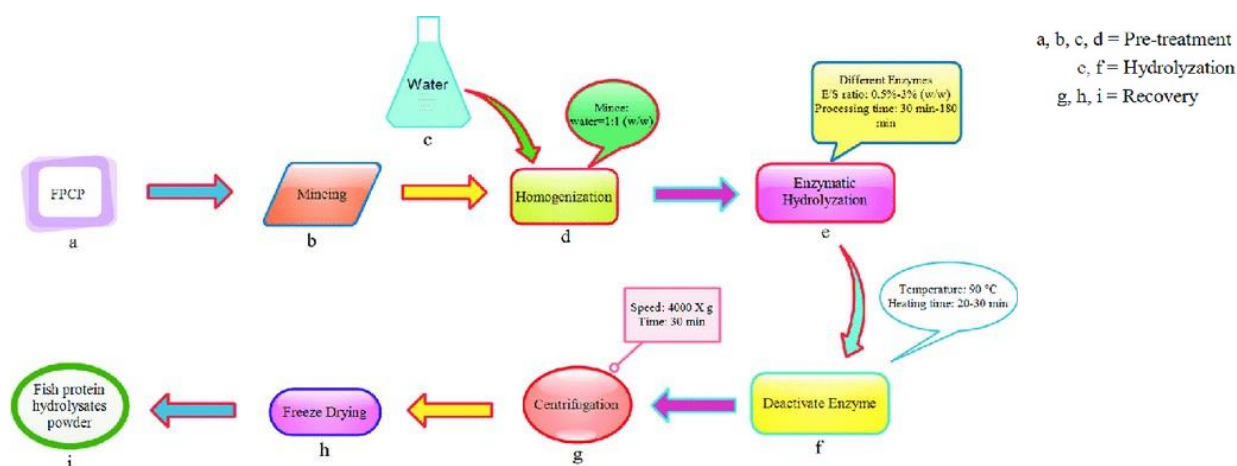 a, b, c, d = Pre-treatment
c, f = Hydrolyzation
g, h, i = Recovery
Water
c
Mince:
water=1:1 (w/w)
Different Enzymes
E/S ratio: 0.5%-3% (w/w)
Processing time: 30 min-180
min
FPCP
a
Mincing
b
Homogenization
d
Enzymatic
Hydrolyzation
e
Temperature: 90 °C
Heating time: 20-30 min
Speed: 4000 X g
Time: 30 min
Fish protein
hydrolysates
powder
i
Freeze Drying
h
Centrifugation
g
Deactivate Enzyme
f